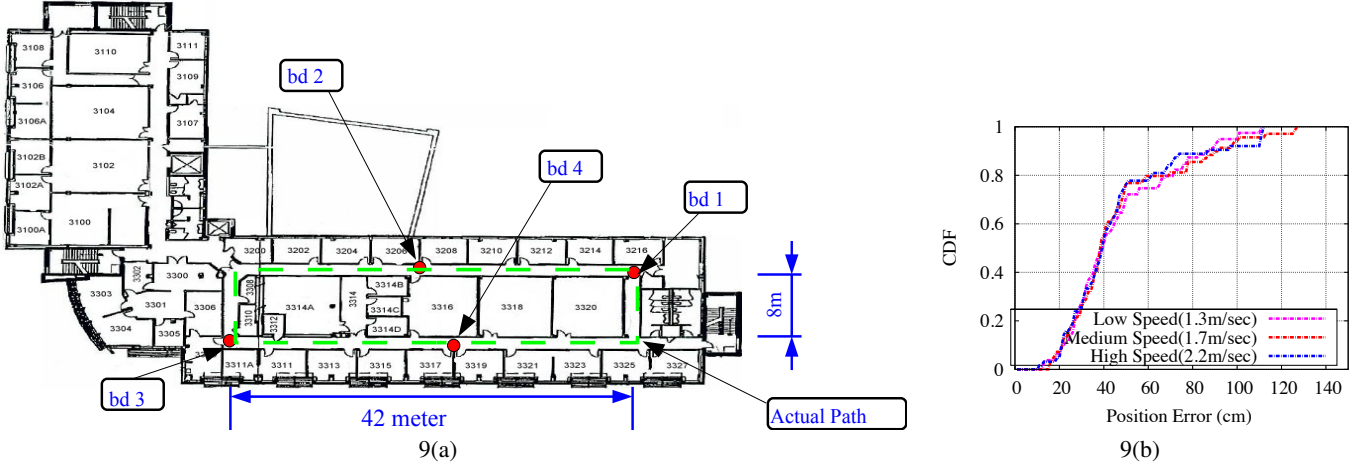 3108
3110
3111
3109
3106
3104
3107
3106A
3102B
3102
3102A
3100
3100A
bd 2
bd 4
bd 1
3200
3202
3204
3206
3208
3210
3212
3214
3216
3302
3300
3303
3301
3306
3304
3305
3308
3310
3312
3314A
3314
3314B
3314C
3314D
3316
3318
3320
8m
3311A
3311
3313
3315
3317
3319
3321
3323
3325
3327
bd 3
42 meter
Actual Path
9(a)
1
0.8
0.6
0.4
0.2
0
CDF
Low Speed(1.3m/sec)
Medium Speed(1.7m/sec)
High Speed(2.2m/sec)
0 20 40 60 80 100 120 140
Position Error (cm)
9(b)